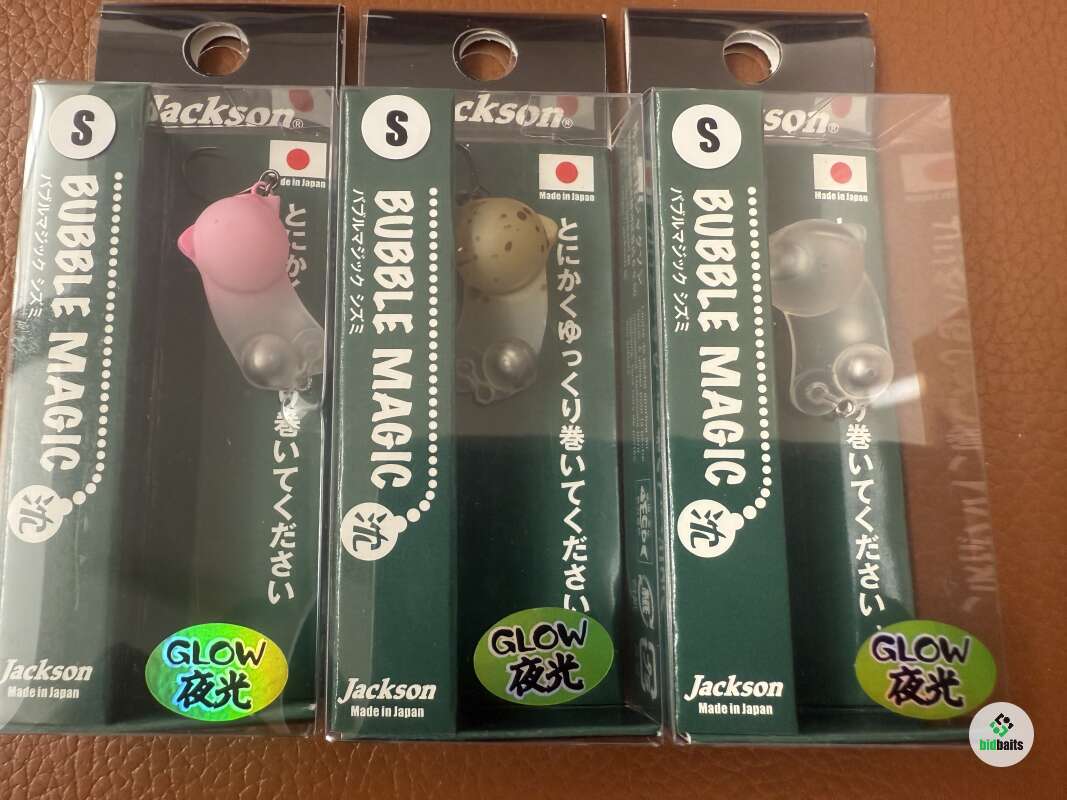 Jackson®
S
BUBBLE MAGIC
バブルマジック シズミ
沈
de in Japan
とにかく
り巻いてください
GLOW
夜光
Jackson
Made in Japan
ckson®
S
BUBBLE MAGIC
バブルマジック シズミ
沈
Made in Japan
とにかくゆっくり巻いてください
GLOW
夜光
Jackson
Made in Japan
son®
S
BUBBLE MAGIC
バブルマジック シズミ
沈
Made in Japan
り巻いてください
GLOW
夜光
Jackson
Made in Japan
bidbaits